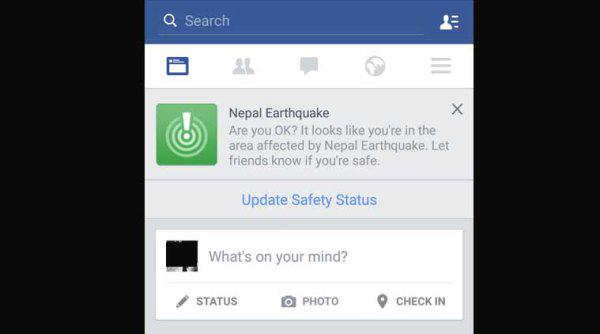 Search
Nepal Earthquake
Are you OK? It looks like you're in the
area affected by Nepal Earthquake. Let
friends know if you're safe.
Update Safety Status
What's on your mind?
STATUS
PHOTO
CHECK IN